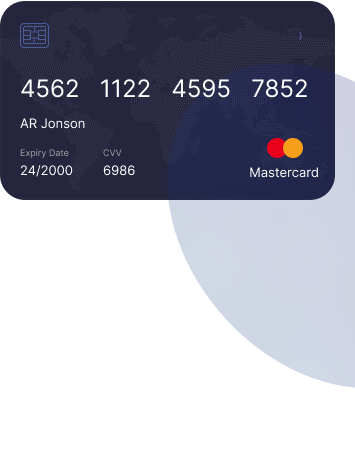 4562 1122 4595 7852
AR Jonson
Expiry Date CVV
24/2000 6986
Mastercard